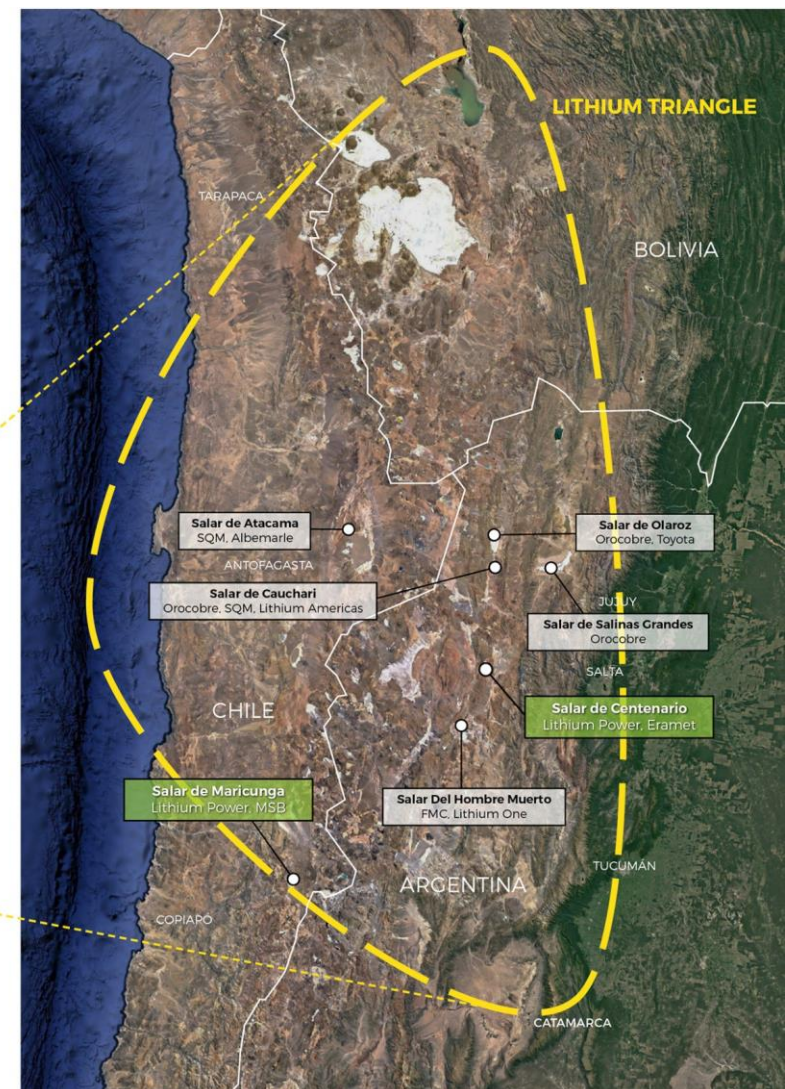 LITHIUM TRIANGLE
TARAPACA
BOLIVIA
Salar de Atacama
SQM, Albemarle
Salar de Olaroz
Orocobre, Toyota
ANTOFAGASTA
Salar de Cauchari
Orocobre, SQM, Lithium Americas
JUJUY
Salar de Salinas Grandes
Orocobre
SALTA
Salar de Centenario
Lithium Power, Eramet
CHILE
Salar de Maricunga
Lithium Power, MSB
Salar Del Hombre Muerto
FMC, Lithium One
TUCUMÁN
ARGENTINA
COPIAPO
CATAMARCA